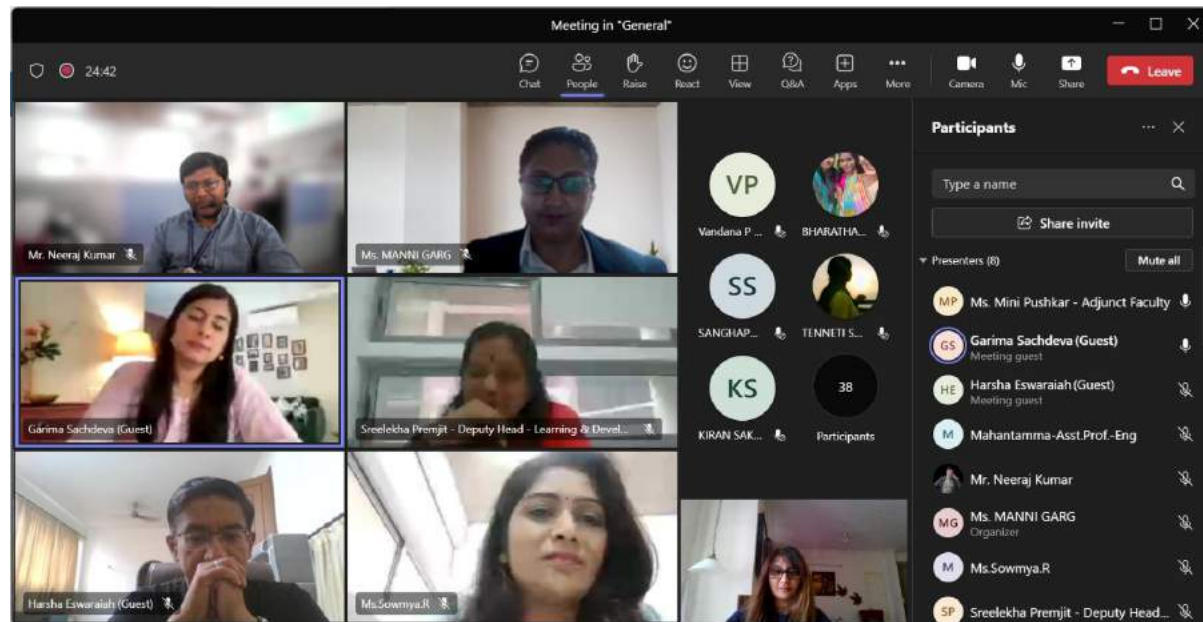 Meeting in "General"
24:42
Chat
People
Raise
React
View
Q&A
Apps
More
Camera
Mic
Share
Leave
Mr. Neeraj Kumar
Ms. MANNI GARG
Garima Sachdeva (Guest)
Sreelekha Premjit - Deputy Head - Learning & Devel...
Harsha Eswaraiah (Guest)
Ms.Sowmya.R
VP
Vandana P ...
BHARATHA...
SS
SANGHAP...
TENNETI S...
KS
KIRAN SAK...
38
Participants
Participants
Type a name
Share invite
Presenters (8)
Mute all
MP
Ms. Mini Pushkar - Adjunct Faculty
GS
Garima Sachdeva (Guest)
Meeting guest
HE
Harsha Eswaraiah (Guest)
Meeting guest
M
Mahantamma-Asst.Prof.-Eng
Mr. Neeraj Kumar
MG
Ms. MANNI GARG
Organizer
M
Ms.Sowmya.R
SP
Sreelekha Premjit - Deputy Head...